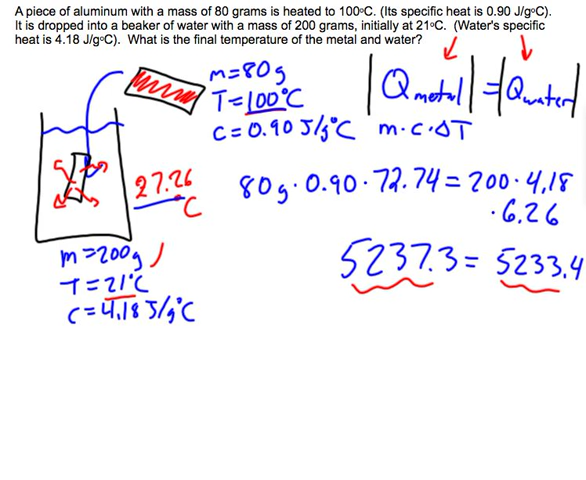 A piece of aluminum with a mass of 80 grams is heated to 100°C. (Its specific heat is 0.90 J/g°C).
It is dropped into a beaker of water with a mass of 200 grams, initially at 21°C. (Water's specific
heat is 4.18 J/g°C). What is the final temperature of the metal and water?
m=80g
T=100°C
c=0.90 J/g°C
|Qmetal|=|Qwater|
m·c·ΔT
27.26
°C
80g·0.90·72.74=200·4.18
·6.26
5237.3=5233.4
m=200g
T=21°C
c=4.18 J/g°C